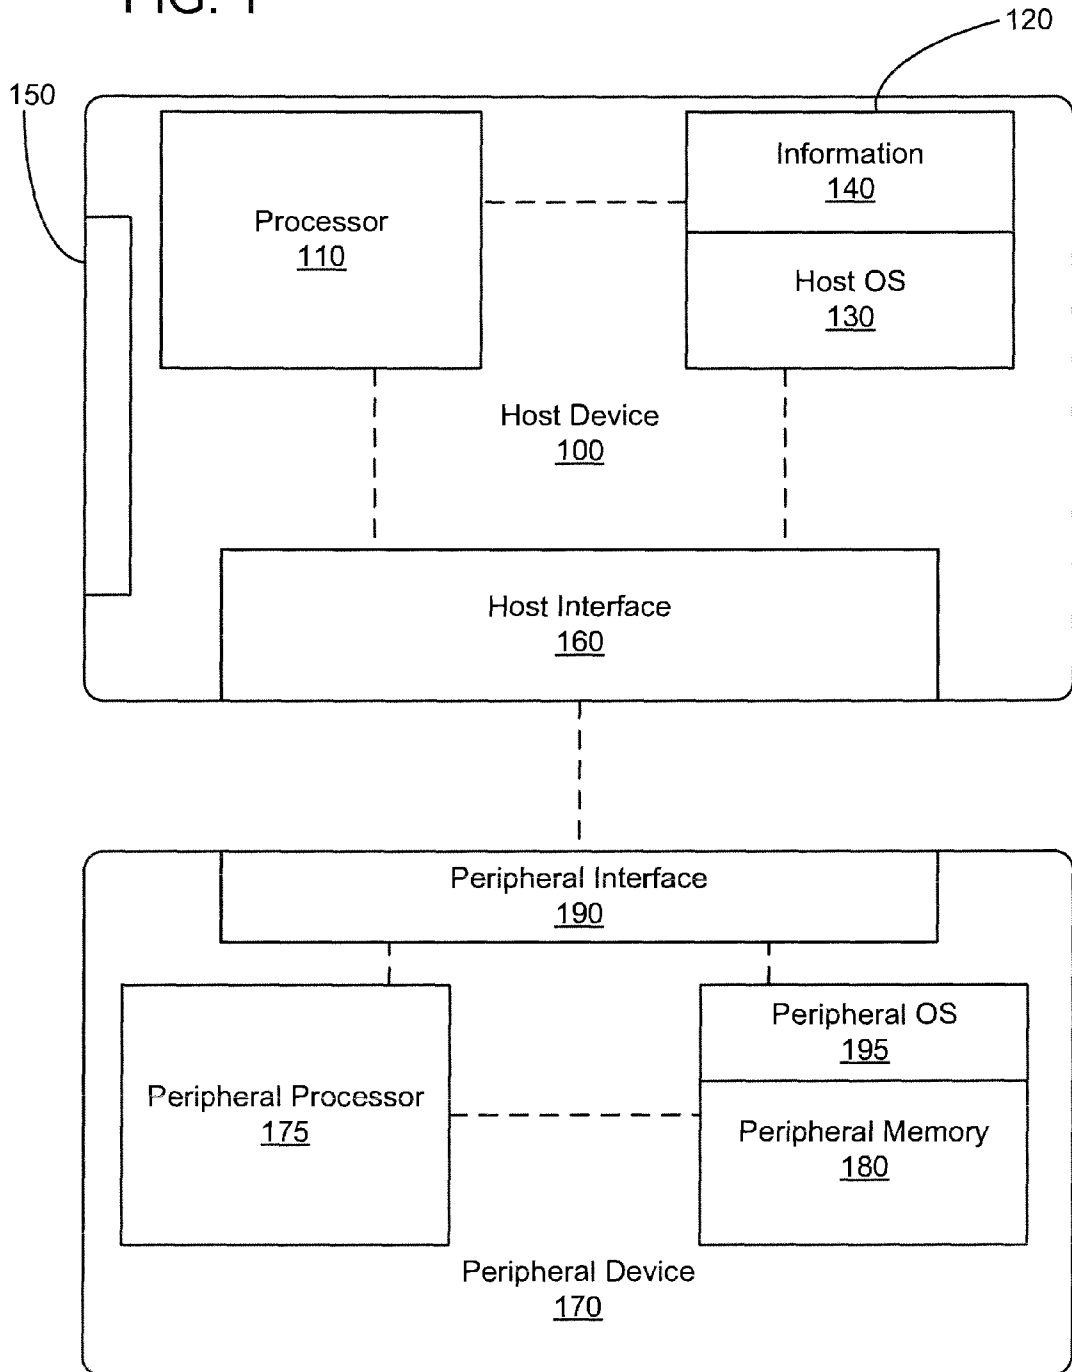 FIG. 1
120
150
Information
140
Processor
110
Host OS
130
Host Device
100
Host Interface
160
Peripheral Interface
190
Peripheral OS
195
Peripheral Processor
175
Peripheral Memory
180
Peripheral Device
170